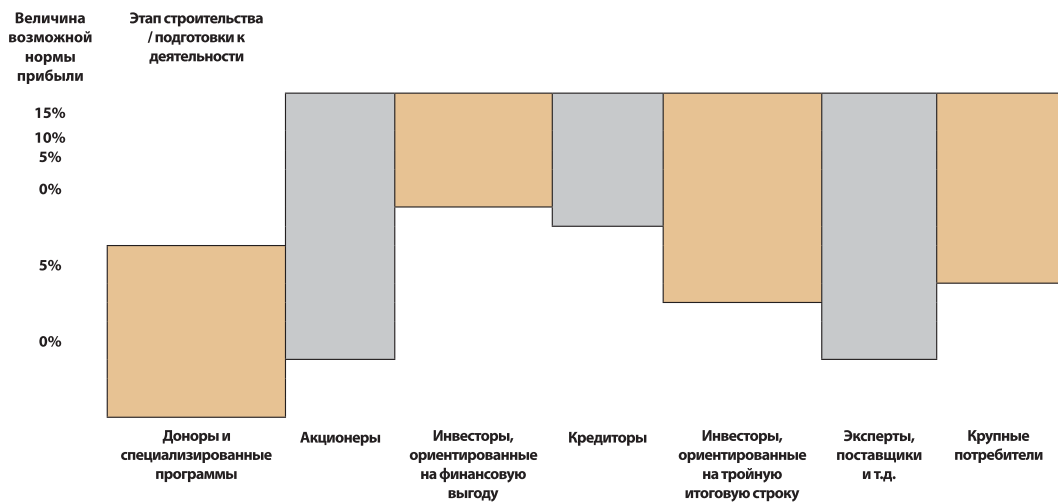 Величина
возможной
нормы
прибыли
Этап строительства
/ подготовки к
деятельности
15%
10%
5%
0%
5%
0%
Доноры и
специализированные
программы
Акционеры
Инвесторы,
ориентированные
на финансовую
выгоду
Кредиторы
Инвесторы,
ориентированные
на тройную
итоговую строку
Эксперты,
поставщики
и т.д.
Крупные
потребители